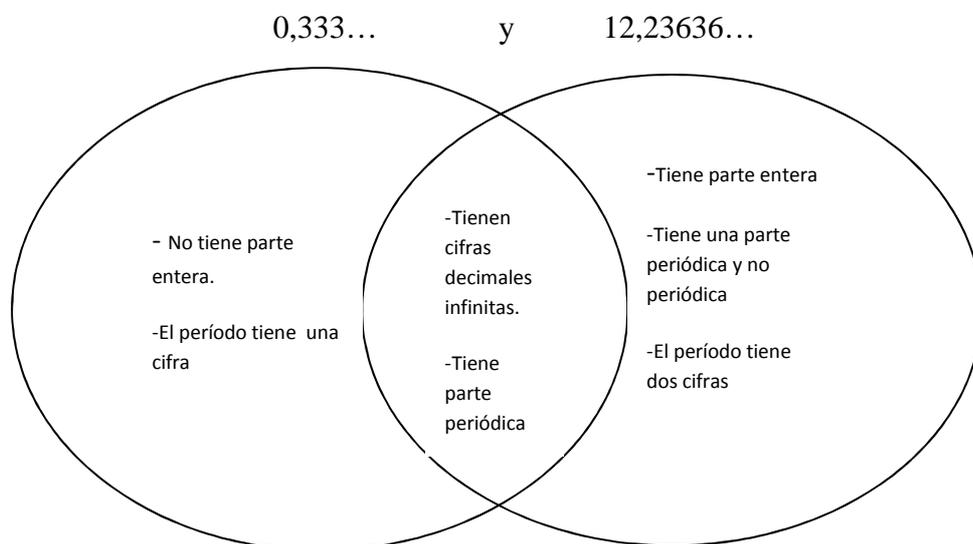 0,333… y 12,23636…
- No tiene parte
entera.
-El período tiene una
cifra
-Tienen
cifras
decimales
infinitas.
-Tiene
parte
periódica
-Tiene parte entera
-Tiene una parte
periódica y no
periódica
-El período tiene
dos cifras